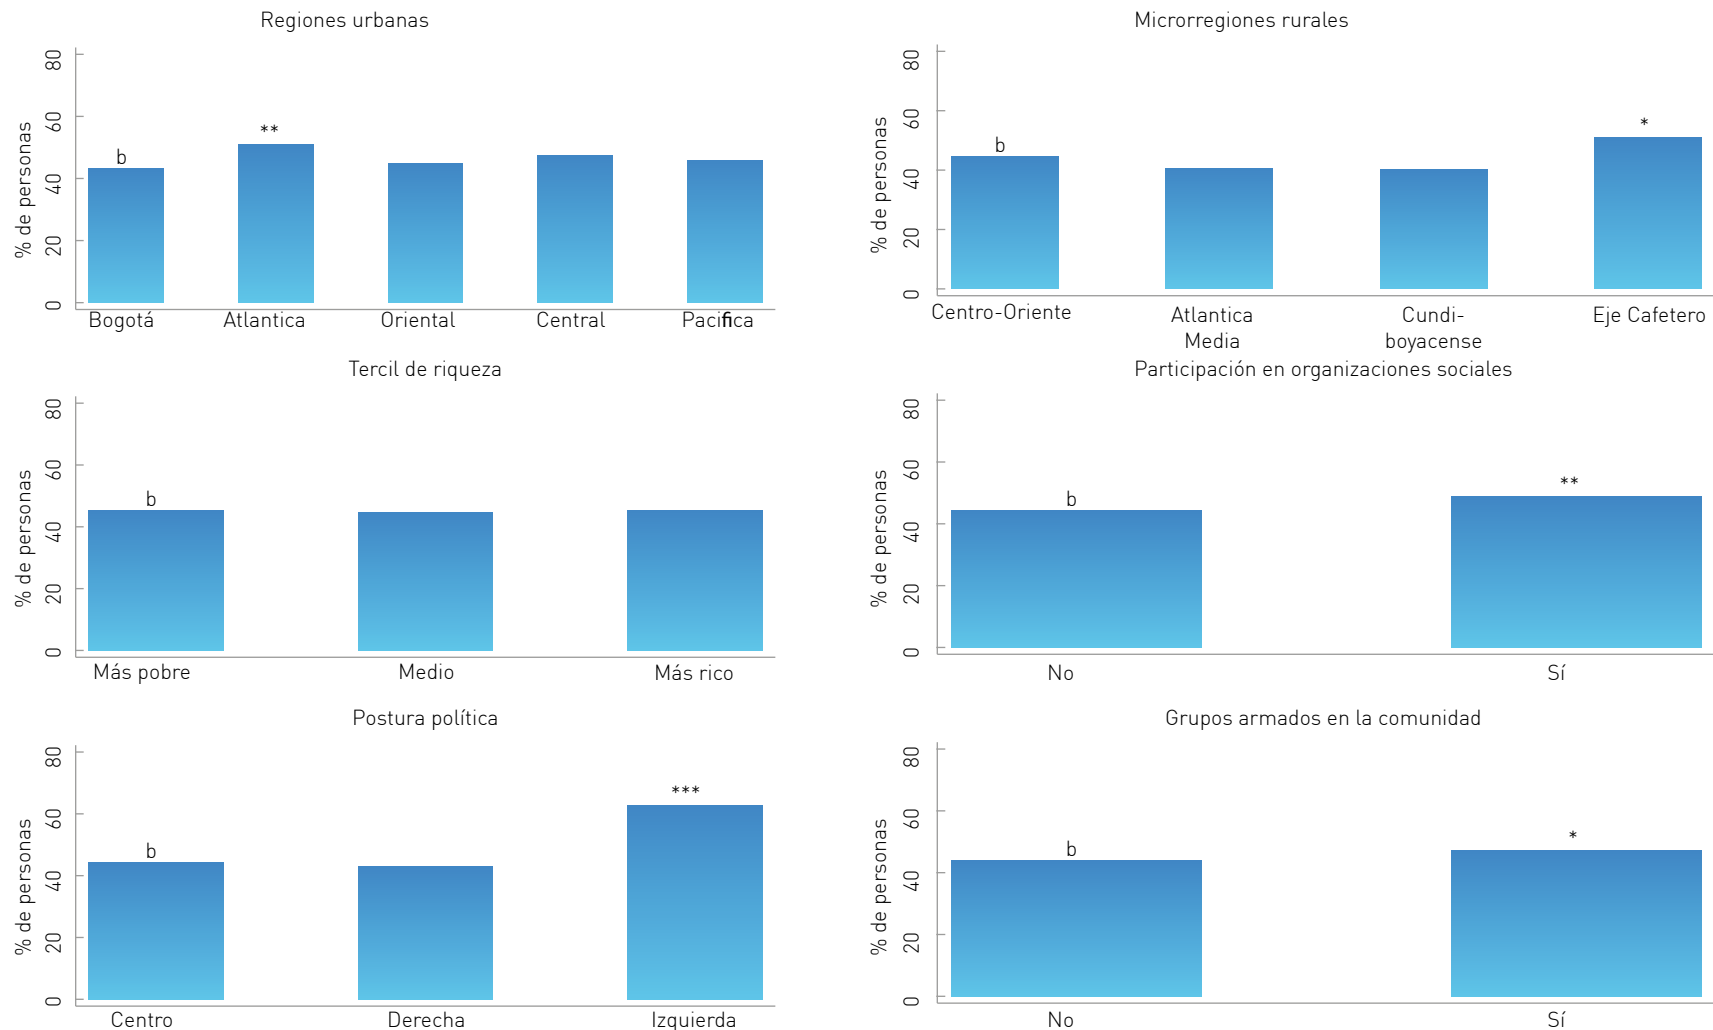 Regiones urbanas
% de personas
80
60
40
20
0
b
**
Bogotá Atlantica Oriental Central Pacifica
Microrregiones rurales
% de personas
80
60
40
20
0
b
*
Centro-Oriente Atlantica Cundi- Eje Cafetero
Media boyacense
Tercil de riqueza
% de personas
80
60
40
20
0
b
Más pobre Medio Más rico
Participación en organizaciones sociales
% de personas
80
60
40
20
0
b
**
No Sí
Postura política
% de personas
80
60
40
20
0
b
***
Centro Derecha Izquierda
Grupos armados en la comunidad
% de personas
80
60
40
20
0
b
*
No Sí